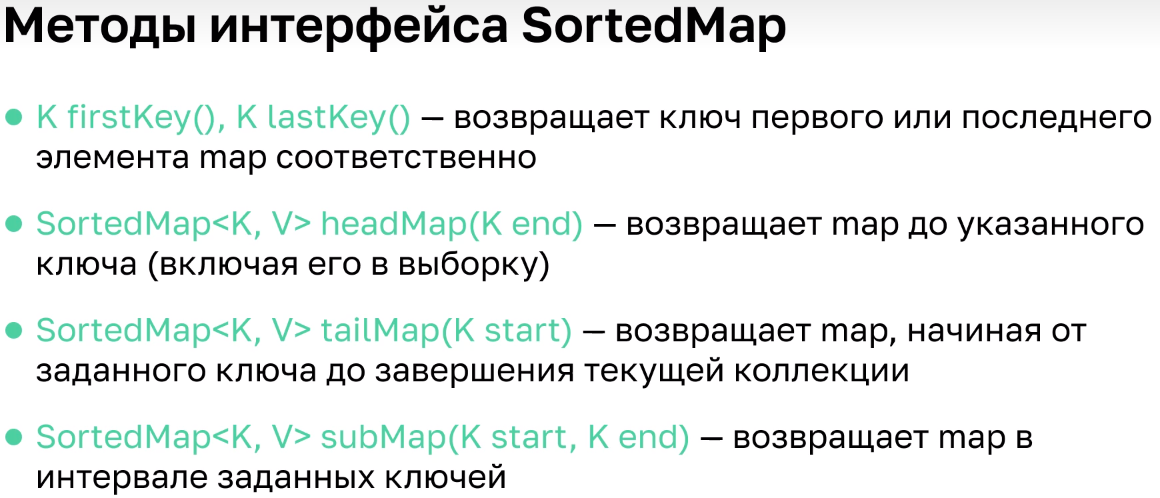 Методы интерфейса SortedMap
● K firstKey(), K lastKey() — возвращает ключ первого или последнего
элемента map соответственно
● SortedMap<K, V> headMap(K end) — возвращает map до указанного
ключа (включая его в выборку)
● SortedMap<K, V> tailMap(K start) — возвращает map, начиная от
заданного ключа до завершения текущей коллекции
● SortedMap<K, V> subMap(K start, K end) — возвращает map в
интервале заданных ключей